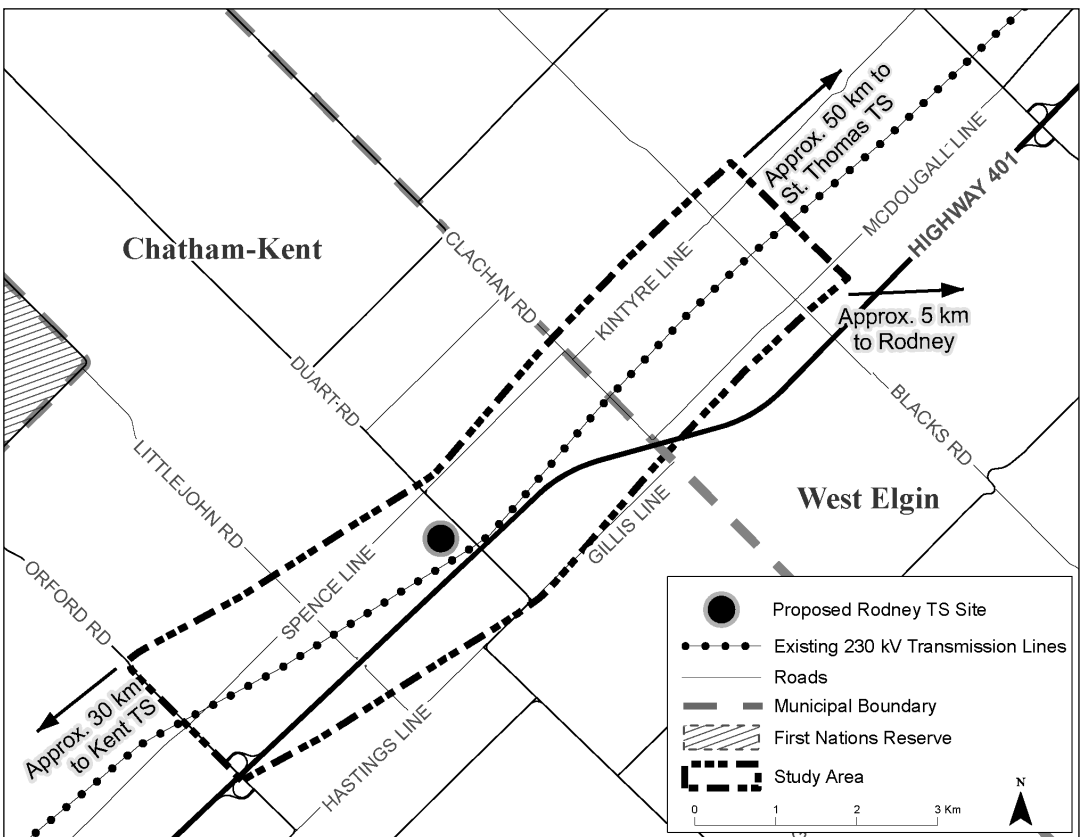 Approx. 50 km to
St. Thomas TS
MCDOUGALL LINE
HIGHWAY 401
Chatham-Kent
CLACHAN RD
KINTYRE LINE
Approx. 5 km
to Rodney
DUART RD
BLACKS RD
LITTLEJOHN RD
West Elgin
GILLIS LINE
ORFORD RD
SPENCE LINE
Approx. 30 km
to Kent TS
HASTINGS LINE
Proposed Rodney TS Site
Existing 230 kV Transmission Lines
Roads
Municipal Boundary
First Nations Reserve
Study Area
N
0 1 2 3 Km